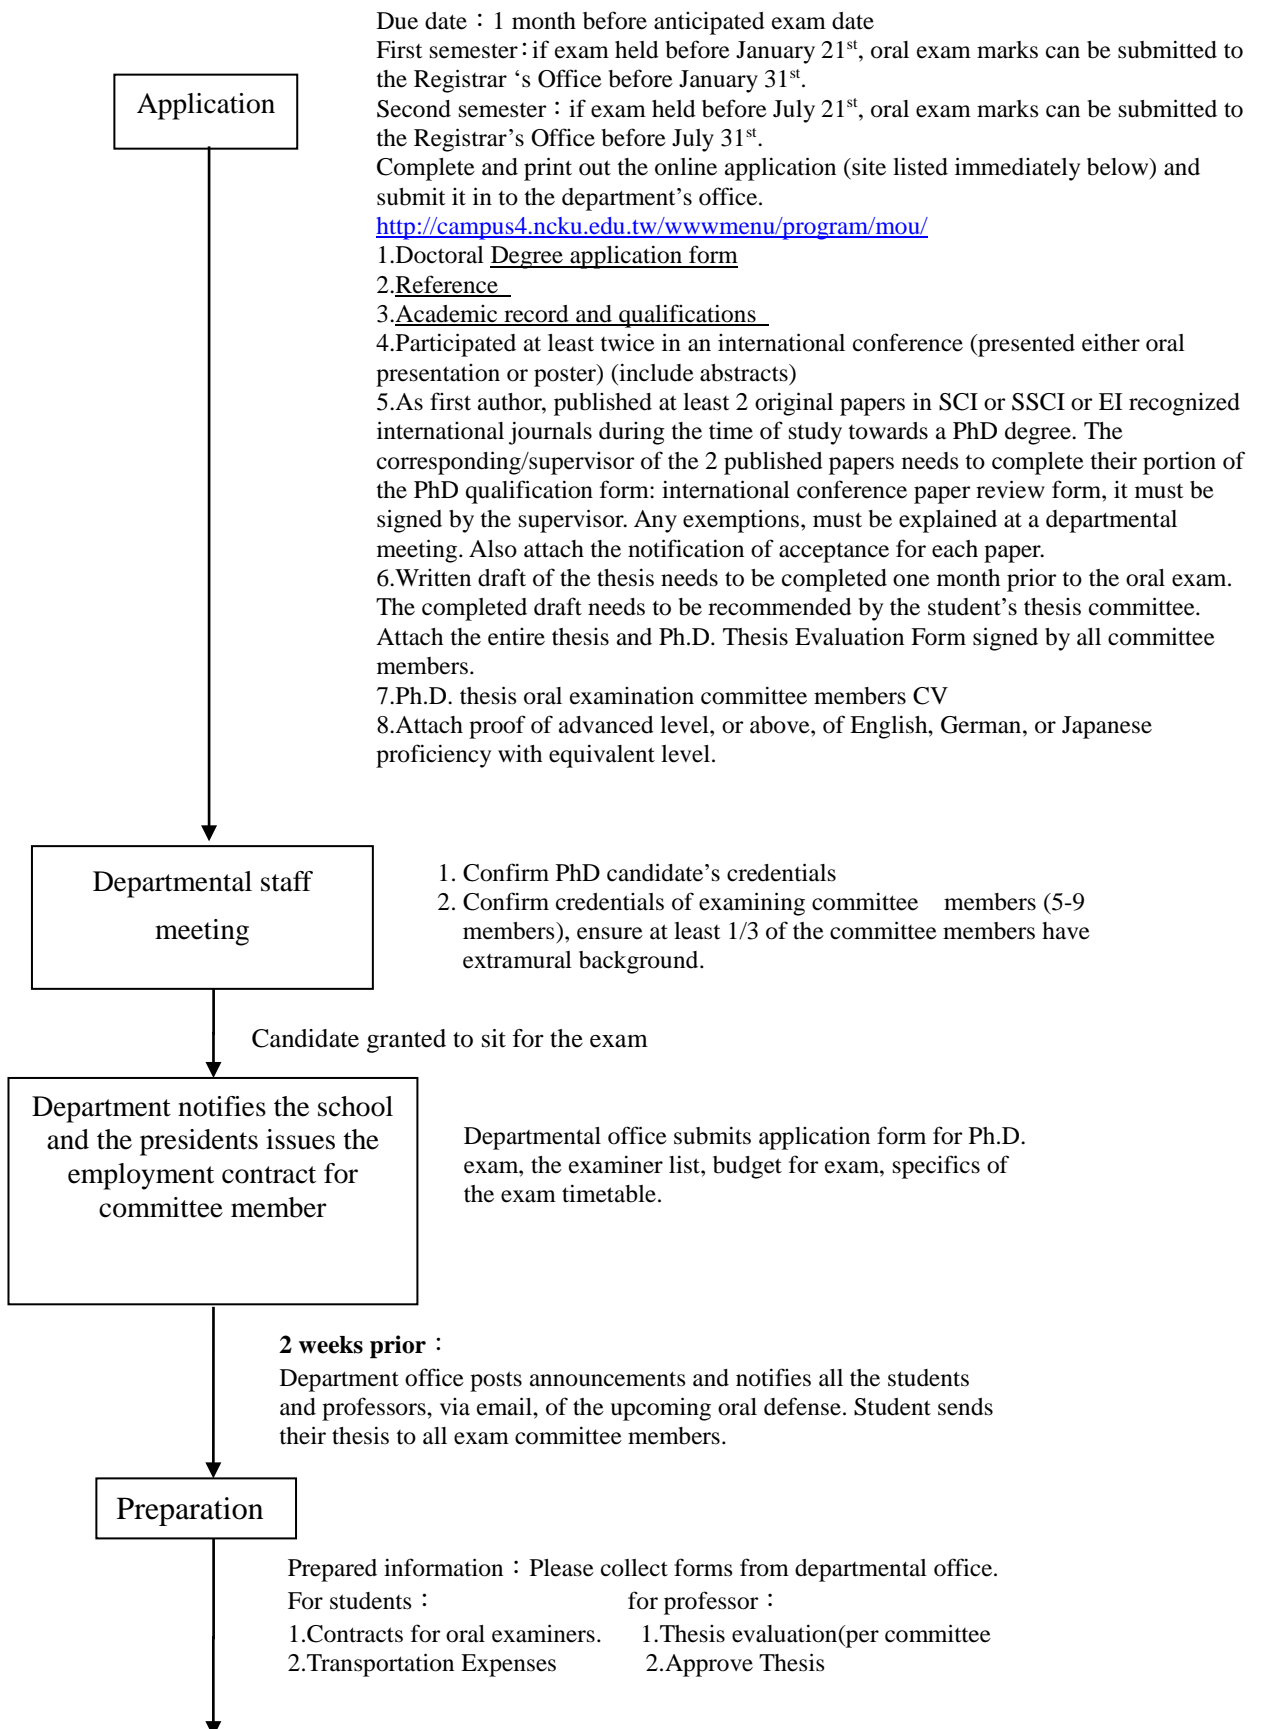 Due date：1 month before anticipated exam date
First semester：if exam held before January 21st, oral exam marks can be submitted to
the Registrar ‘s Office before January 31st.
Application
Second semester：if exam held before July 21st, oral exam marks can be submitted to
the Registrar’s Office before July 31st.
Complete and print out the online application (site listed immediately below) and
submit it in to the department’s office.
http://campus4.ncku.edu.tw/wwwmenu/program/mou/
1.Doctoral Degree application form
2.Reference
3.Academic record and qualifications
4.Participated at least twice in an international conference (presented either oral
presentation or poster) (include abstracts)
5.As first author, published at least 2 original papers in SCI or SSCI or EI recognized
international journals during the time of study towards a PhD degree. The
corresponding/supervisor of the 2 published papers needs to complete their portion of
the PhD qualification form: international conference paper review form, it must be
signed by the supervisor. Any exemptions, must be explained at a departmental
meeting. Also attach the notification of acceptance for each paper.
6.Written draft of the thesis needs to be completed one month prior to the oral exam.
The completed draft needs to be recommended by the student’s thesis committee.
Attach the entire thesis and Ph.D. Thesis Evaluation Form signed by all committee
members.
7.Ph.D. thesis oral examination committee members CV
8.Attach proof of advanced level, or above, of English, German, or Japanese
proficiency with equivalent level.
Departmental staff
meeting
1. Confirm PhD candidate’s credentials
2. Confirm credentials of examining committee members (5-9
members), ensure at least 1/3 of the committee members have
extramural background.
Candidate granted to sit for the exam
Department notifies the school
and the presidents issues the
employment contract for
committee member
Departmental office submits application form for Ph.D.
exam, the examiner list, budget for exam, specifics of
the exam timetable.
2 weeks prior：
Department office posts announcements and notifies all the students
and professors, via email, of the upcoming oral defense. Student sends
their thesis to all exam committee members.
Preparation
Prepared information：Please collect forms from departmental office.
For students： for professor：
1.Contracts for oral examiners. 1.Thesis evaluation(per committee
2.Transportation Expenses 2.Approve Thesis